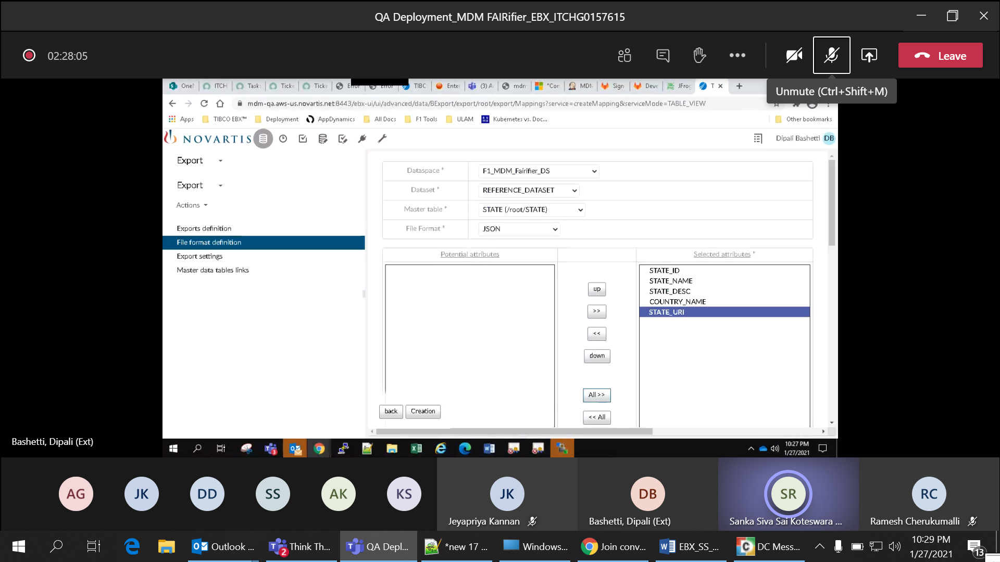 QA Deployment_MDM FAIRifier_EBX_ITCHG0157615
02:28:05
Leave
Unmute (Ctrl+Shift+M)
ITCH
Task
Ticke
Ticke
Error
Error
TIBC
Enter
mdn
"Con
MDM
Sign
Deve
JFrog
T
mdm-qa.aws-us.novartis.net:8443/ebx-ui/ui/advanced/data/BExport/export/root/export/Mappings?service=createMapping&serviceMode=TABLE_VIEW
Apps TIBCO EBX™ Deployment AppDynamics All Docs F1 Tools ULAM Kubernetes vs. Doc... Other bookmarks
NOVARTIS
Dipali Bashetti DB
Export
Export
Actions
Exports definition
File format definition
Export settings
Master data tables links
Dataspace * F1_MDM_Fairifier_DS
Dataset * REFERENCE_DATASET
Master table * STATE (/root/STATE)
File Format * JSON
Potential attributes
Selected attributes *
STATE_ID
STATE_NAME
STATE_DESC
COUNTRY_NAME
STATE_URI
up
>>
<<
down
All >>
<< All
back Creation
10:27 PM
1/27/2021
Bashetti, Dipali (Ext)
AG JK DD SS AK KS JK DB SR RC
Jeyapriya Kannan
Bashetti, Dipali (Ext)
Sanka Siva Sai Koteswara ...
Ramesh Cherukumalli
Outlook ...
Think Th...
QA Depl...
*new 17 ...
Windows...
Join conv...
EBX_SS_...
DC Mess...
10:29 PM
1/27/2021
13